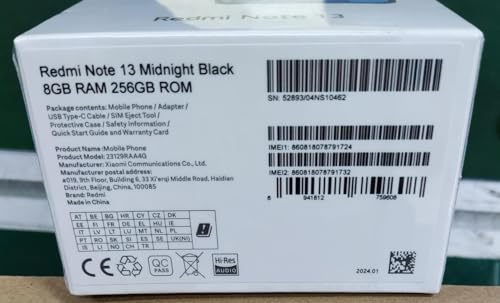 Redmi Note 13
Redmi Note 13 Midnight Black
8GB RAM 256GB ROM
Package contents: Mobile Phone / Adapter /
USB Type-C Cable / SIM Eject Tool /
Protective Case / Safety Information /
Quick Start Guide and Warranty Card
Product Name:Mobile Phone
Product Model:23129RAA4G
Manufacturer:Xiaomi Communications Co., Ltd.
Manufacturer Address:
#019, 9th Floor, Building 6, 33 Xi'erqi Middle Road, Haidian
District, Beijing, China, 100085
Brand: Redmi
Made in China
AT BE BG HR CY CZ DK
EE FI FR DE EL HU IE
IT LV LT LU MT NL PL
PT RO SK SI ES SE UK(NI)
IS LI NO CH TR
CE
QC
PASS
Hi-Res
AUDIO
SN: 52893/04NS10462
IMEI1: 860818078791724
IMEI2: 860818078791732
6 941812 759608
2024.01